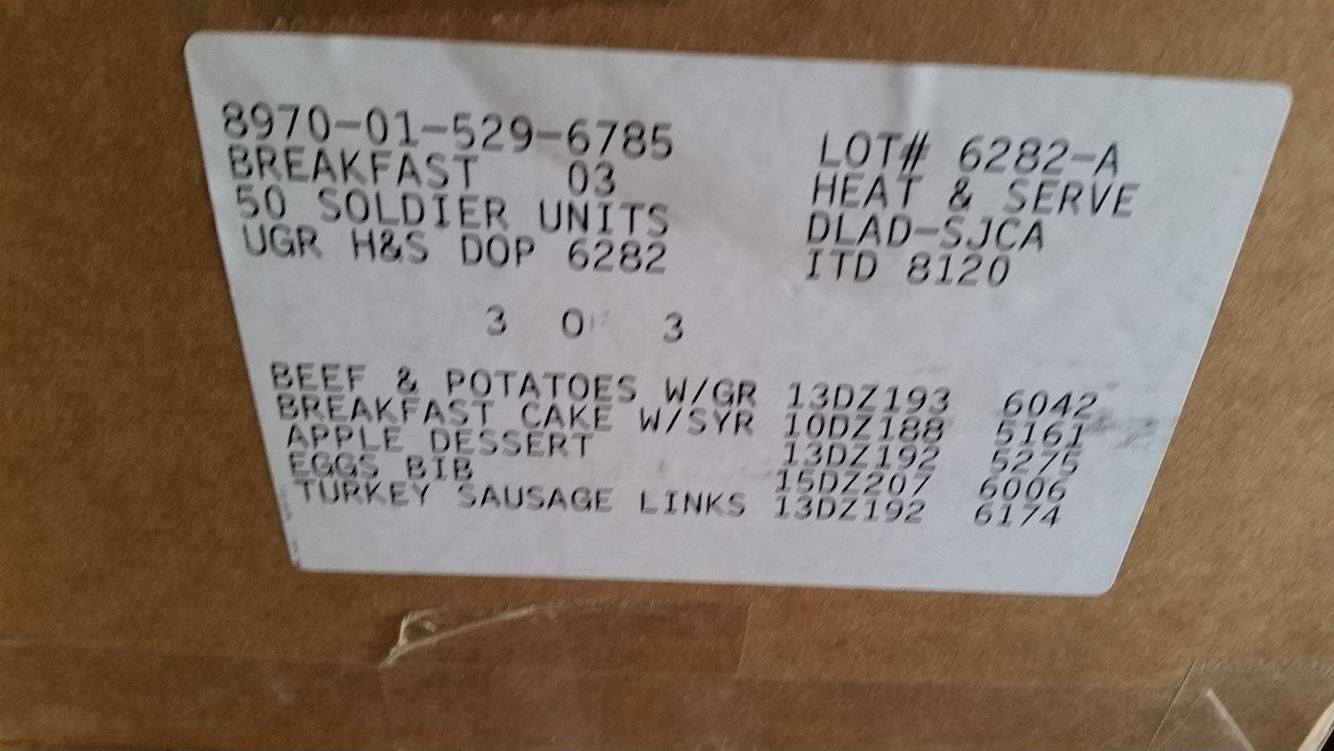 8970-01-529-6785 LOT# 6282-A
BREAKFAST 03 HEAT & SERVE
50 SOLDIER UNITS DLAD-SJCA
UGR H&S DOP 6282 ITD 8120
3 O 3
BEEF & POTATOES W/GR 13DZ193 6042
BREAKFAST CAKE W/SYR 10DZ188 5161
APPLE DESSERT 13DZ192 5275
EGGS BIB 15DZ207 6006
TURKEY SAUSAGE LINKS 13DZ192 6174